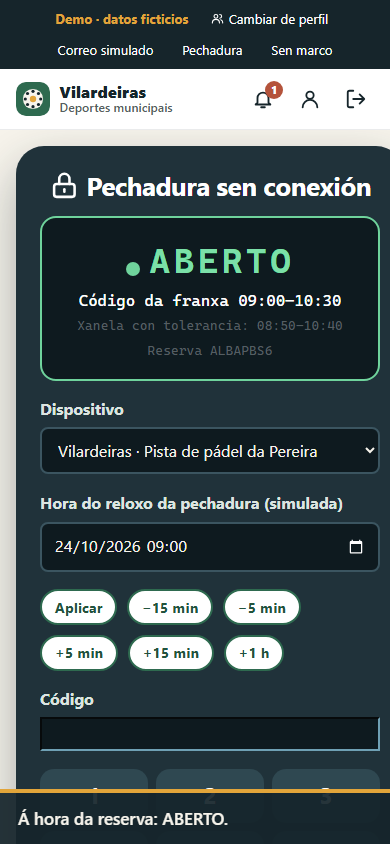 Demo · datos ficticios
Cambiar de perfil
Correo simulado
Pechadura
Sen marco
Vilardeiras
Deportes municipais
1
Pechadura sen conexión
ABERTO
Código da franxa 09:00–10:30
Xanela con tolerancia: 08:50–10:40
Reserva ALBAPBS6
Dispositivo
Vilardeiras · Pista de pádel da Pereira
Hora do reloxo da pechadura (simulada)
24/10/2026 09:00
Aplicar
−15 min
−5 min
+5 min
+15 min
+1 h
Código
1
2
3
Á hora da reserva: ABERTO.